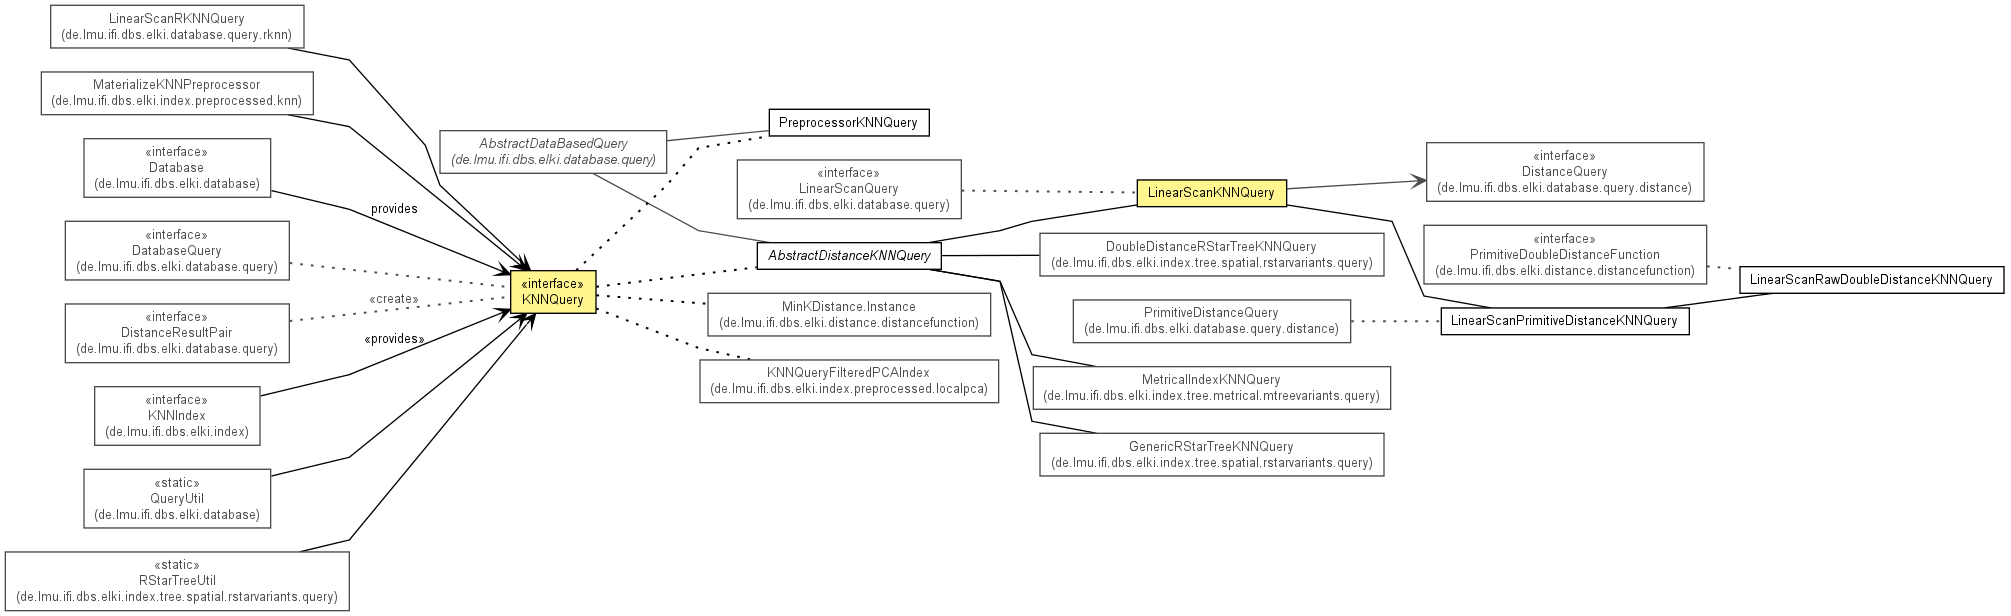 LinearScanRKNNQuery
(de.lmu.ifi.dbs.elki.database.query.rknn)
MaterializeKNNPreprocessor
(de.lmu.ifi.dbs.elki.index.preprocessed.knn)
«interface»
Database
(de.lmu.ifi.dbs.elki.database)
provides
«interface»
DatabaseQuery
(de.lmu.ifi.dbs.elki.database.query)
«create»
«interface»
DistanceResultPair
(de.lmu.ifi.dbs.elki.database.query)
«provides»
«interface»
KNNIndex
(de.lmu.ifi.dbs.elki.index)
«static»
QueryUtil
(de.lmu.ifi.dbs.elki.database)
«static»
RStarTreeUtil
(de.lmu.ifi.dbs.elki.index.tree.spatial.rstarvariants.query)
AbstractDataBasedQuery
(de.lmu.ifi.dbs.elki.database.query)
«interface»
KNNQuery
PreprocessorKNNQuery
«interface»
LinearScanQuery
(de.lmu.ifi.dbs.elki.database.query)
AbstractDistanceKNNQuery
MinKDistance.Instance
(de.lmu.ifi.dbs.elki.distance.distancefunction)
KNNQueryFilteredPCAIndex
(de.lmu.ifi.dbs.elki.index.preprocessed.localpca)
LinearScanKNNQuery
DoubleDistanceRStarTreeKNNQuery
(de.lmu.ifi.dbs.elki.index.tree.spatial.rstarvariants.query)
PrimitiveDistanceQuery
(de.lmu.ifi.dbs.elki.database.query.distance)
MetricalIndexKNNQuery
(de.lmu.ifi.dbs.elki.index.tree.metrical.mtreevariants.query)
GenericRStarTreeKNNQuery
(de.lmu.ifi.dbs.elki.index.tree.spatial.rstarvariants.query)
«interface»
DistanceQuery
(de.lmu.ifi.dbs.elki.database.query.distance)
«interface»
PrimitiveDoubleDistanceFunction
(de.lmu.ifi.dbs.elki.distance.distancefunction)
LinearScanPrimitiveDistanceKNNQuery
LinearScanRawDoubleDistanceKNNQuery